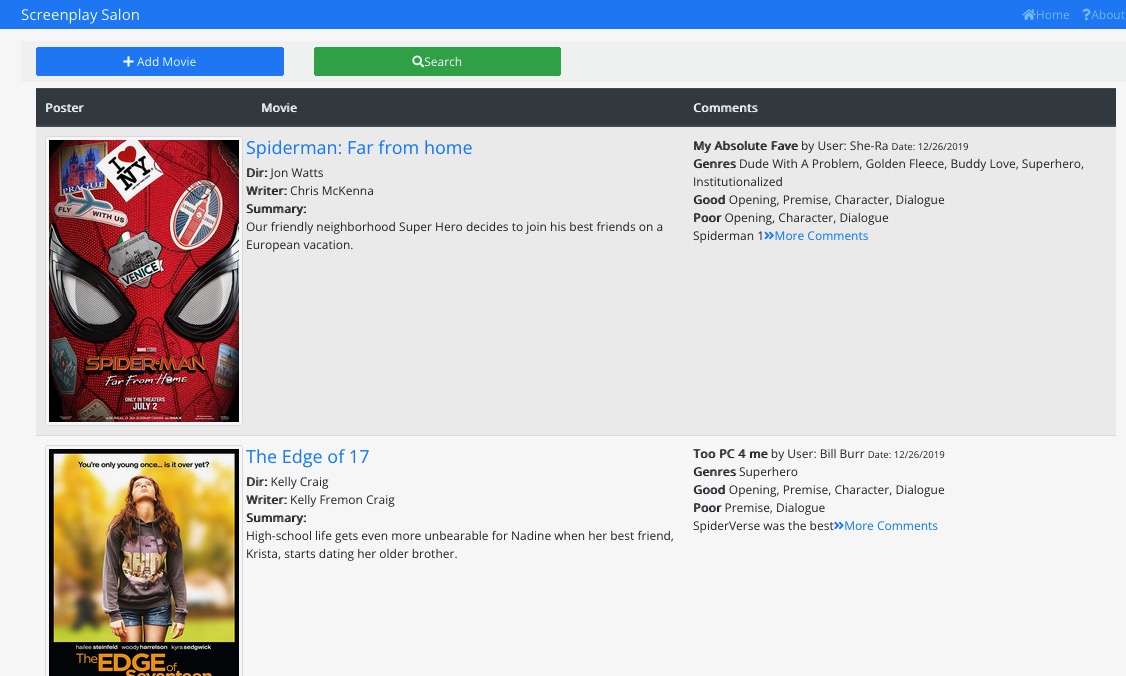 Screenplay Salon
Home
About
Add Movie
Search
Poster
Movie
Comments
I NY
PRAGUE
FLY WITH US
VENICE
SPIDER-MAN
Far From Home
ONLY IN THEATERS
JULY 2
Spiderman: Far from home
Dir: Jon Watts
Writer: Chris McKenna
Summary:
Our friendly neighborhood Super Hero decides to join his best friends on a
European vacation.
My Absolute Fave by User: She-Ra Date: 12/26/2019
Genres Dude With A Problem, Golden Fleece, Buddy Love, Superhero,
Institutionalized
Good Opening, Premise, Character, Dialogue
Poor Opening, Character, Dialogue
Spiderman 1»More Comments
You're only young once... is it over yet?
hailee steinfeld woody harrelson kyra sedgwick
The EDGE of
Seventeen
The Edge of 17
Dir: Kelly Craig
Writer: Kelly Fremon Craig
Summary:
High-school life gets even more unbearable for Nadine when her best friend,
Krista, starts dating her older brother.
Too PC 4 me by User: Bill Burr Date: 12/26/2019
Genres Superhero
Good Opening, Premise, Character, Dialogue
Poor Premise, Dialogue
SpiderVerse was the best»More Comments